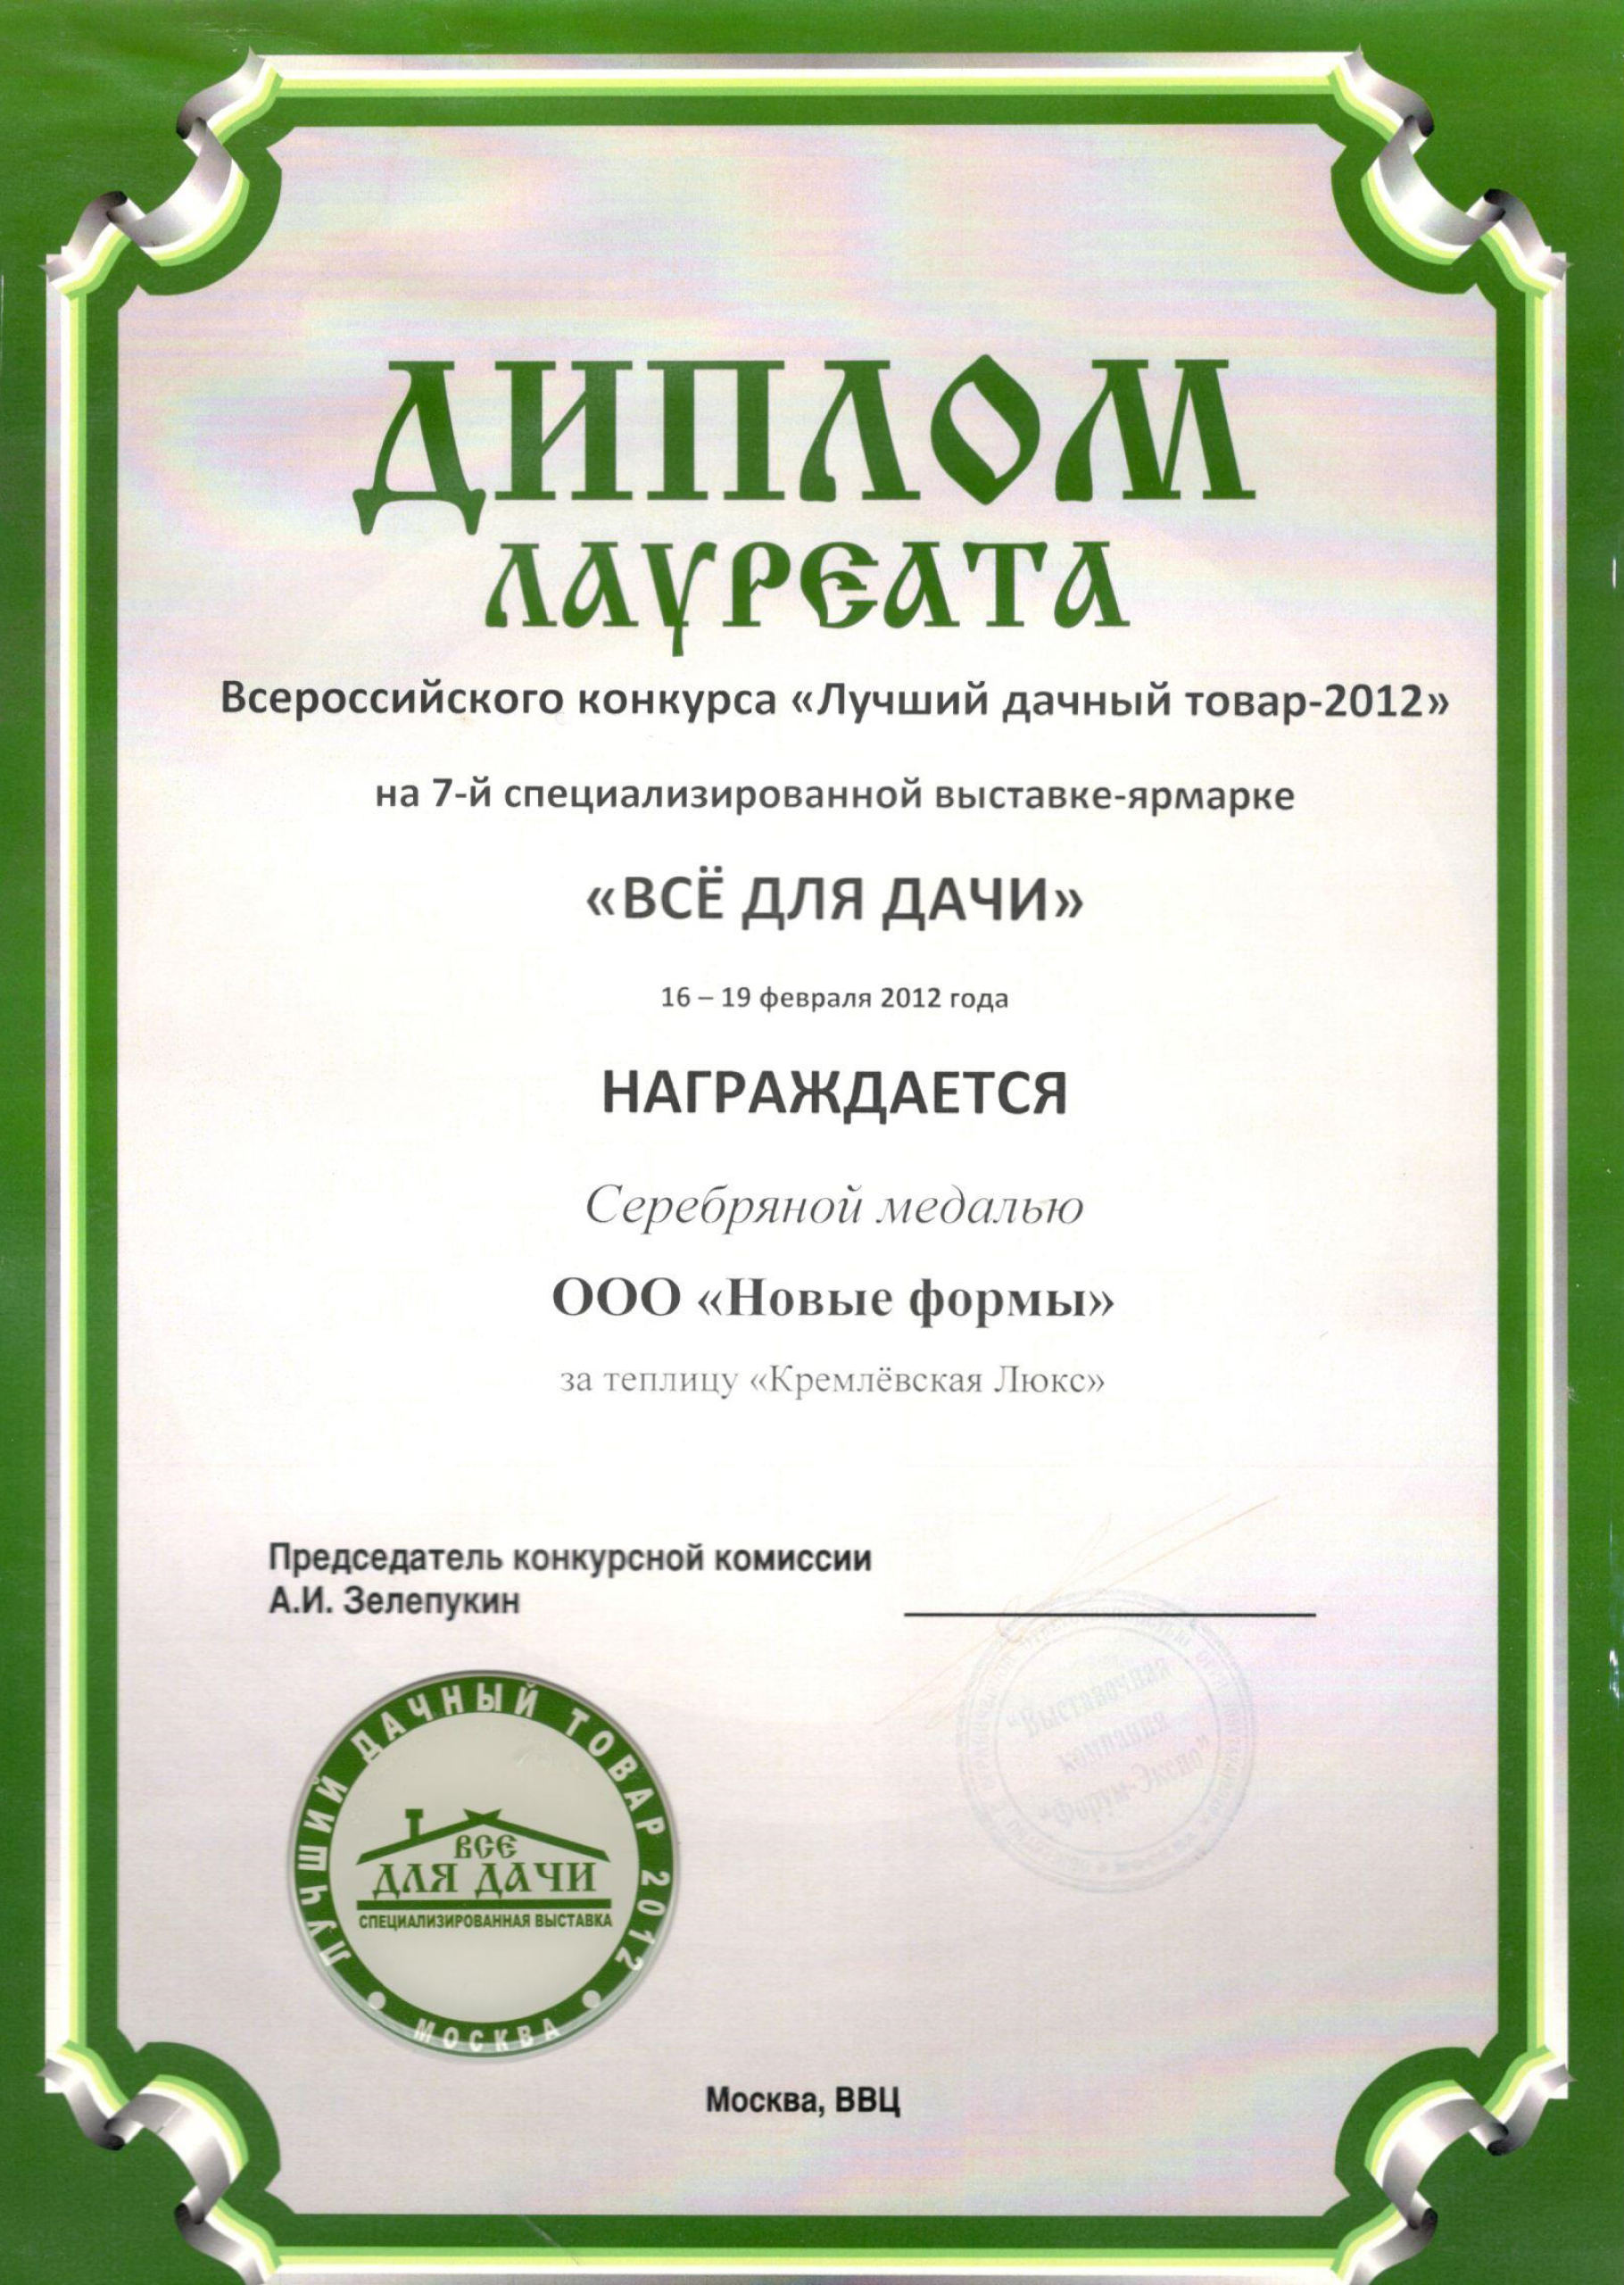 ДИПЛОМ
ЛАУРЕАТА
Всероссийского конкурса «Лучший дачный товар-2012»
на 7-й специализированной выставке-ярмарке
«ВСЁ ДЛЯ ДАЧИ»
16 – 19 февраля 2012 года
НАГРАЖДАЕТСЯ
Серебряной медалью
ООО «Новые формы»
за теплицу «Кремлёвская Люкс»
Председатель конкурсной комиссии
А.И. Зелепукин
"Выставочная
компания
"Форум-Экспо"
ЛУЧШИЙ ДАЧНЫЙ ТОВАР 2012
ВСЕ
ДЛЯ ДАЧИ
СПЕЦИАЛИЗИРОВАННАЯ ВЫСТАВКА
МОСКВА
Москва, ВВЦ